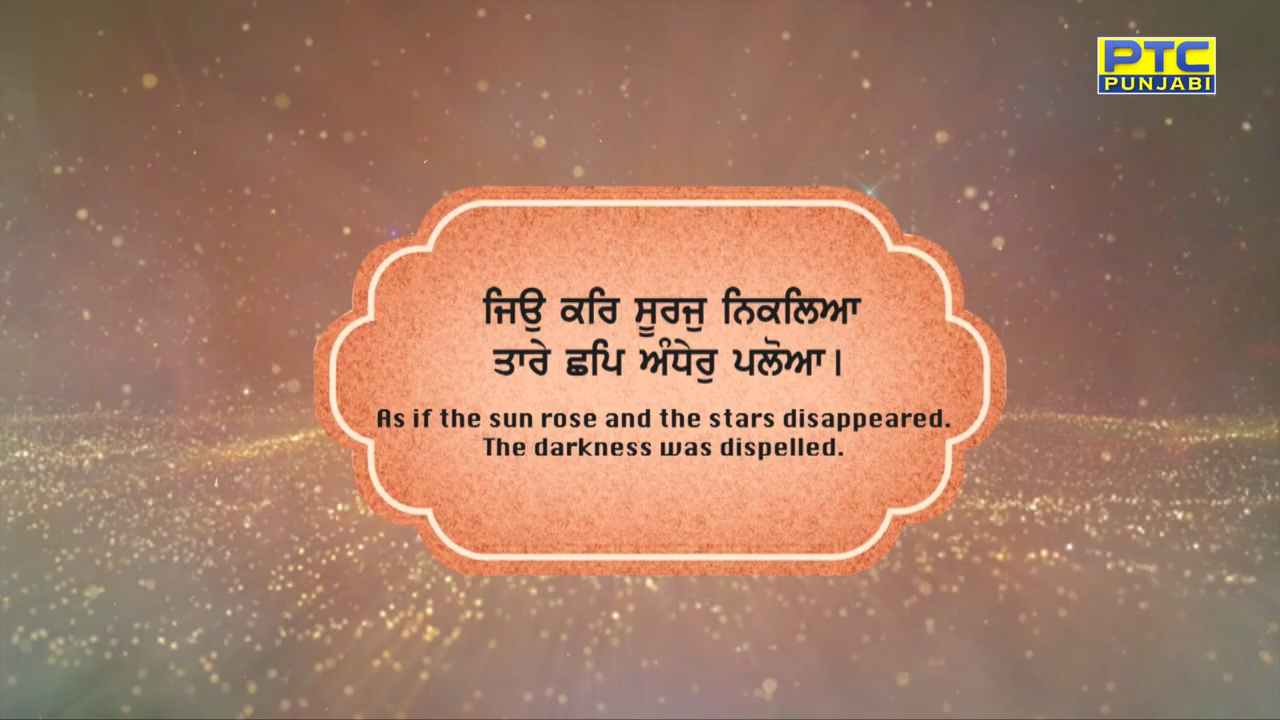 PTC
PUNJABI
ਜਿਉ ਕਰਿ ਸੂਰਜੁ ਨਿਕਲਿਆ
ਤਾਰੇ ਛਪਿ ਅੰਧੇਰੁ ਪਲੋਆ।
As if the sun rose and the stars disappeared.
The darkness was dispelled.